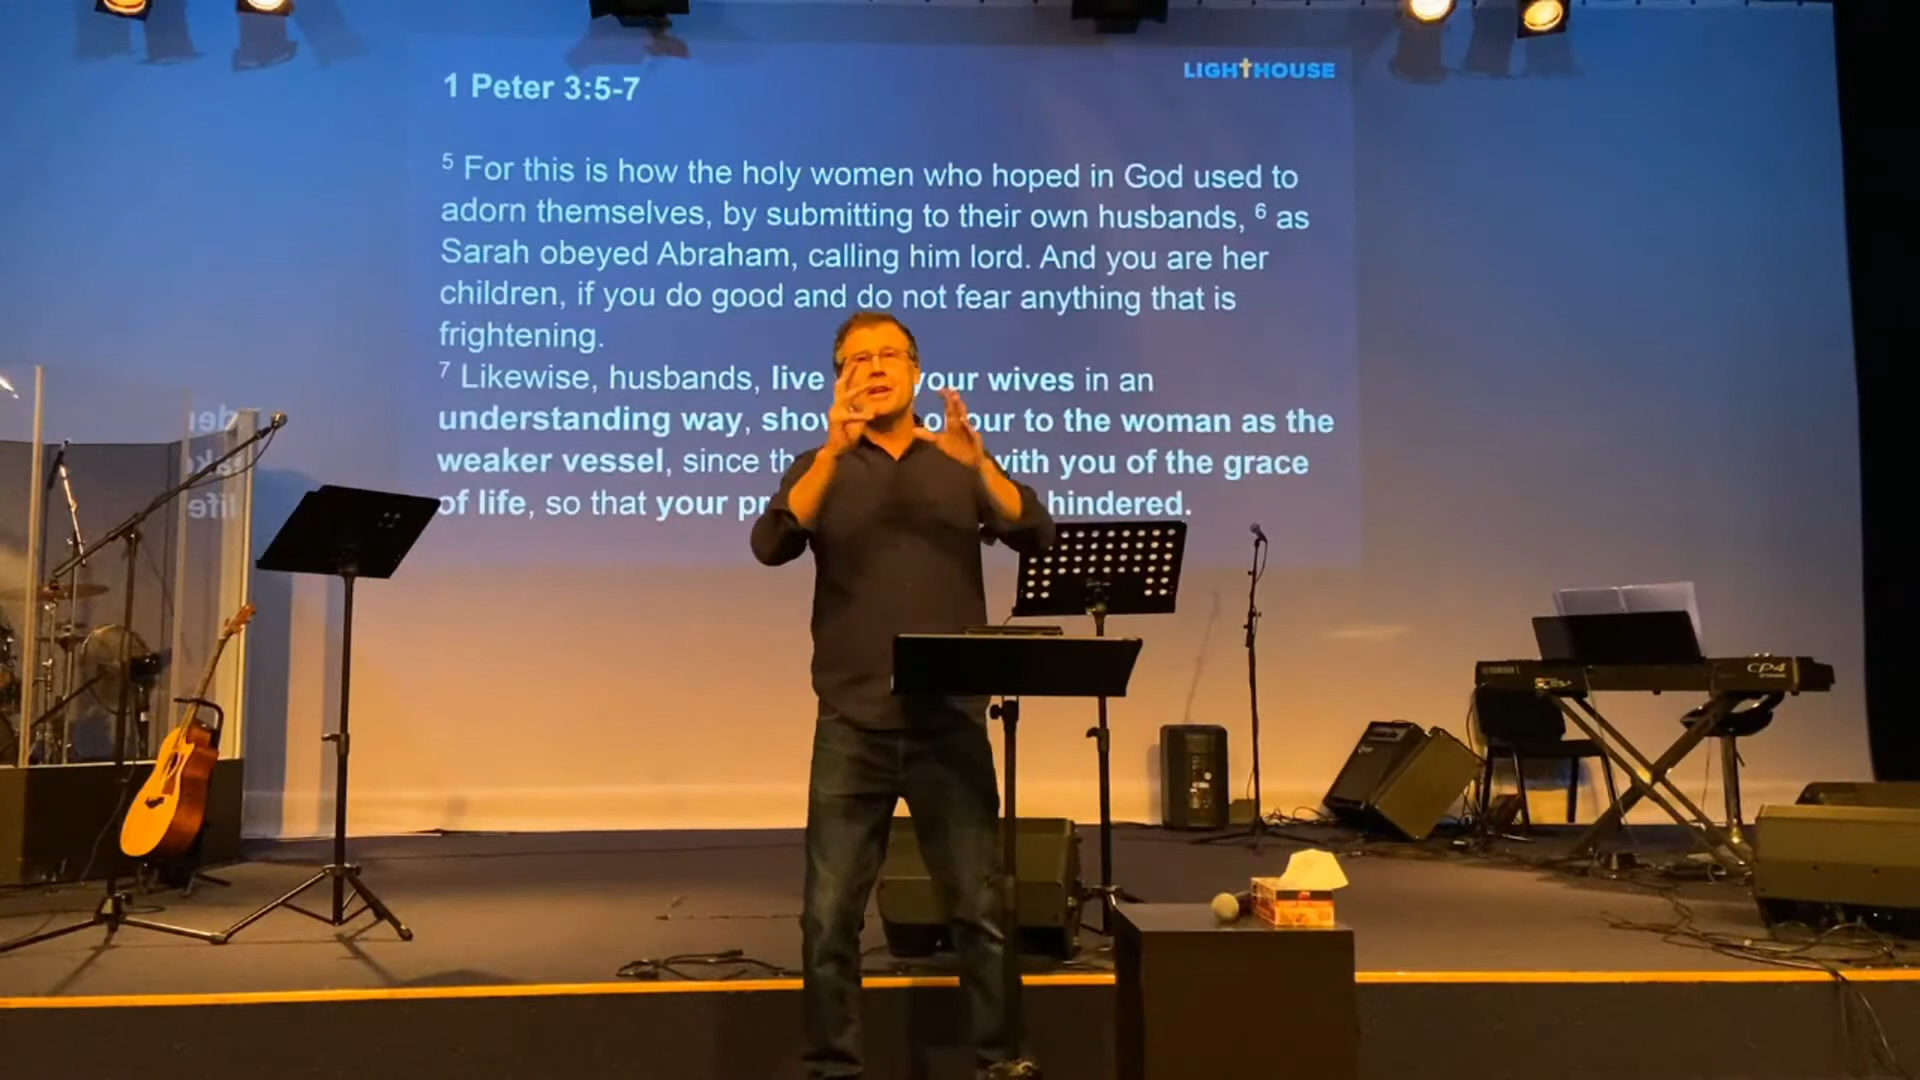 LIGHTHOUSE
1 Peter 3:5-7
5 For this is how the holy women who hoped in God used to
adorn themselves, by submitting to their own husbands, 6 as
Sarah obeyed Abraham, calling him lord. And you are her
children, if you do good and do not fear anything that is
frightening.
7 Likewise, husbands, live your wives in an
understanding way, to the woman as the
weaker vessel, since with you of the grace
of life, so that your hindered.
CP4
YAMAHA